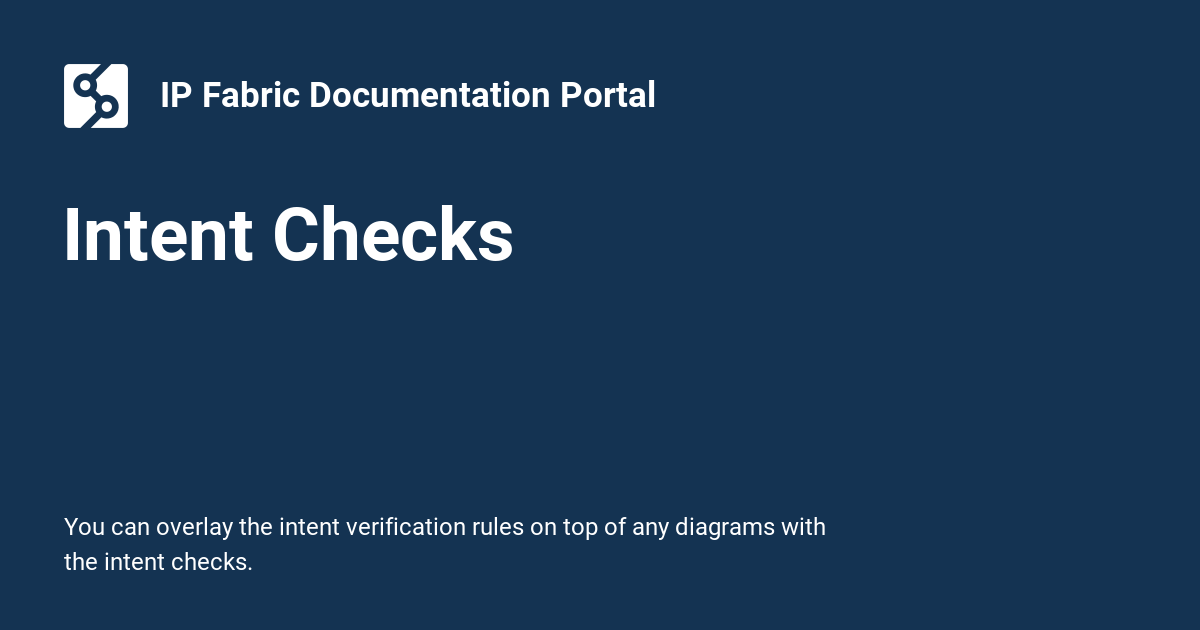 IP Fabric Documentation Portal
Intent Checks
You can overlay the intent verification rules on top of any diagrams with
the intent checks.